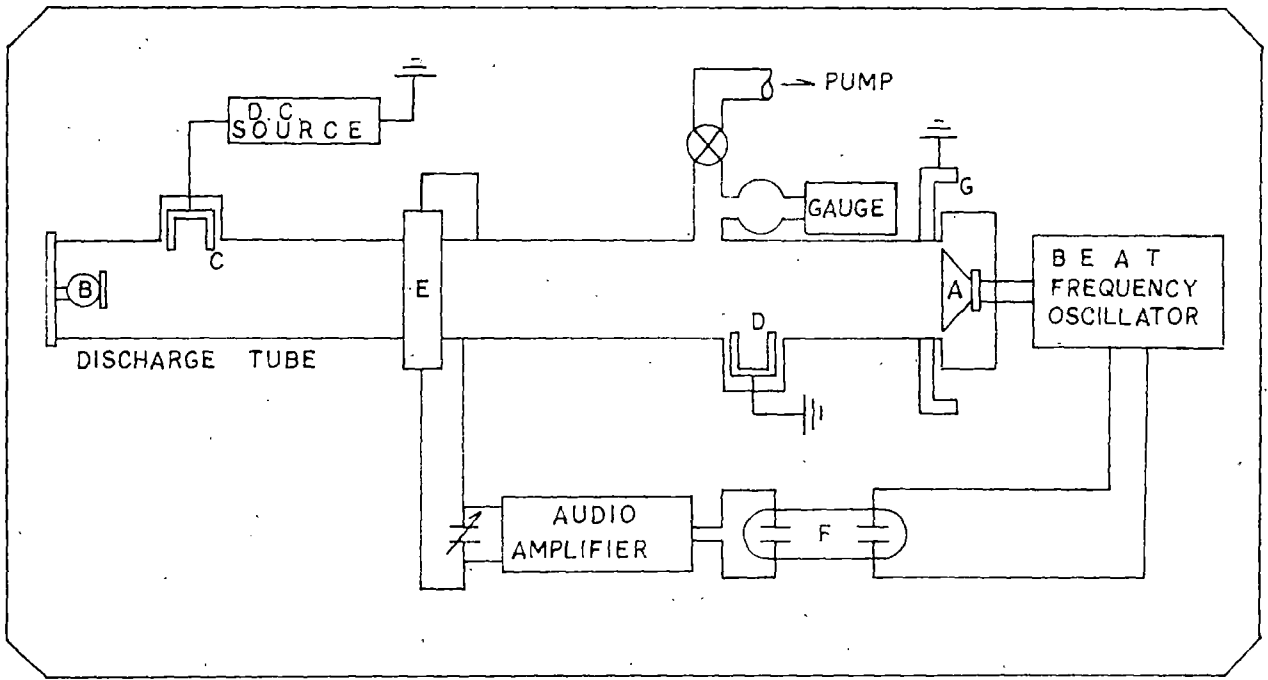 → PUMP
D.C.
SOURCE
G
GAUGE
C
B
E
A
BEAT
FREQUENCY
OSCILLATOR
D
DISCHARGE TUBE
AUDIO
AMPLIFIER
F